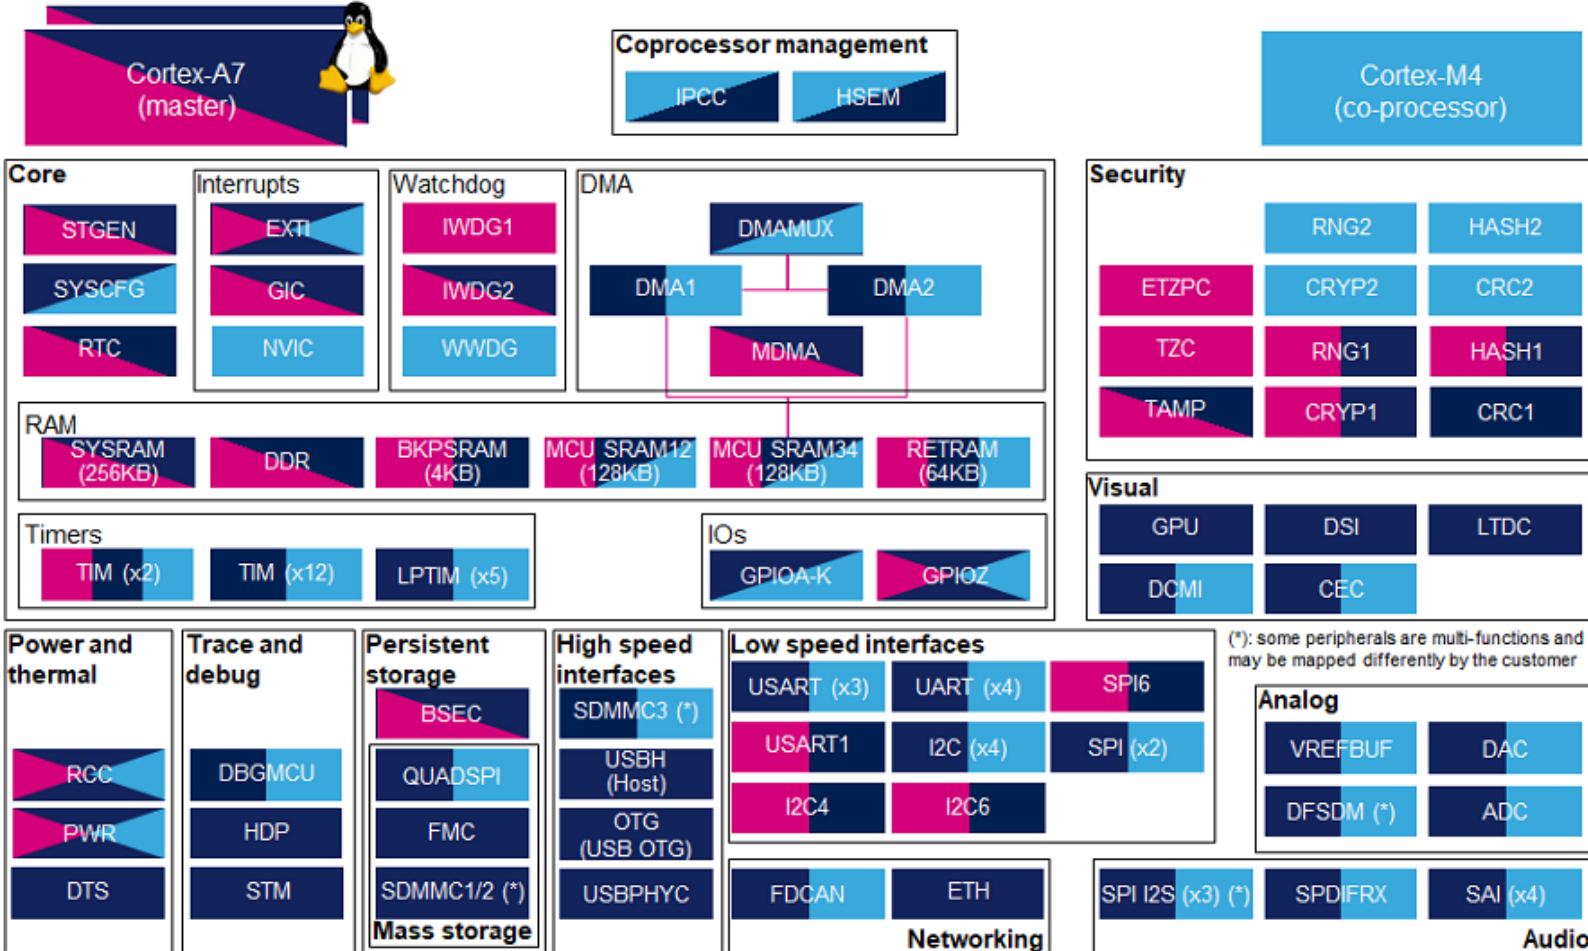 Cortex-A7
(master)
Coprocessor management
IPCC
HSEM
Cortex-M4
(co-processor)
Core
STGEN
SYSCFG
RTC
Interrupts
EXTI
GIC
NVIC
Watchdog
IWDG1
IWDG2
WWDG
DMA
DMAMUX
DMA1
DMA2
MDMA
RAM
SYSRAM
(256KB)
DDR
BKPSRAM
(4KB)
MCU SRAM12
(128KB)
MCU SRAM34
(128KB)
RETRAM
(64KB)
Timers
TIM (x2)
TIM (x12)
LPTIM (x5)
IOs
GPIOA-K
GPIOZ
Security
RNG2
HASH2
ETZPC
CRYP2
CRC2
TZC
RNG1
HASH1
TAMP
CRYP1
CRC1
Visual
GPU
DSI
LTDC
DCMI
CEC
Power and
thermal
RCC
PWR
DTS
Trace and
debug
DBGMCU
HDP
STM
Persistent
storage
BSEC
QUADSPI
FMC
SDMMC1/2 (*)
Mass storage
High speed
interfaces
SDMMC3 (*)
USBH
(Host)
OTG
(USB OTG)
USBPHYC
Low speed interfaces
USART (x3)
UART (x4)
SPI6
USART1
I2C (x4)
SPI (x2)
I2C4
I2C6
FDCAN
ETH
Networking
(*): some peripherals are multi-functions and
may be mapped differently by the customer
Analog
VREFBUF
DAC
DFSDM (*)
ADC
SPI I2S (x3) (*)
SPDIFRX
SAI (x4)
Audio